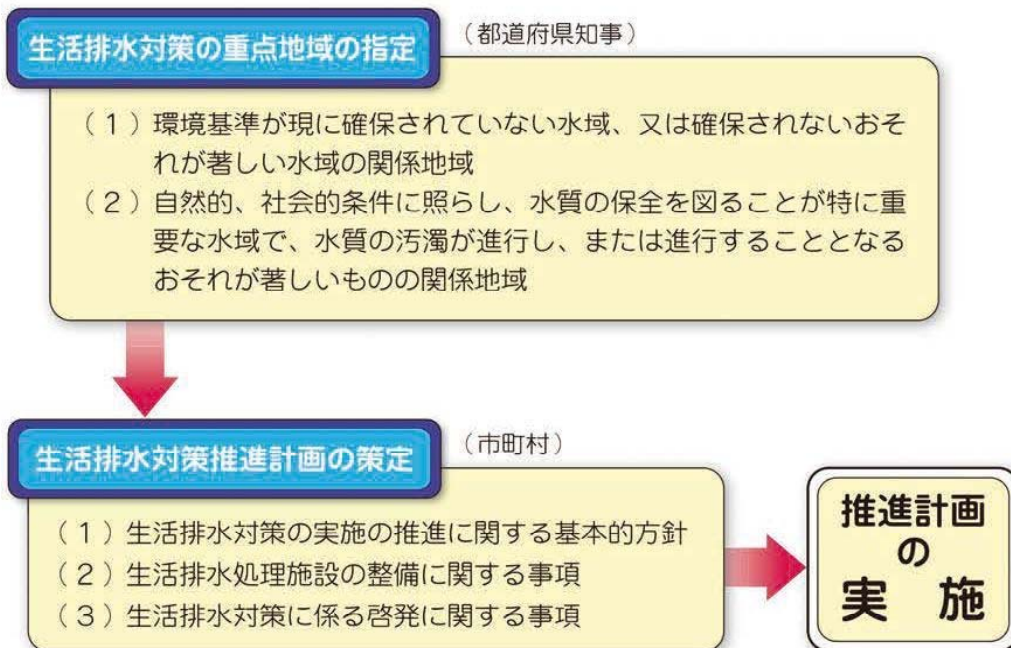 生活排水対策の重点地域の指定
（都道府県知事）
（１）環境基準が現に確保されていない水域、又は確保されないおそ
れが著しい水域の関係地域
（２）自然的、社会的条件に照らし、水質の保全を図ることが特に重
要な水域で、水質の汚濁が進行し、または進行することとなる
おそれが著しいものの関係地域
生活排水対策推進計画の策定
（市町村）
（１）生活排水対策の実施の推進に関する基本的方針
（２）生活排水処理施設の整備に関する事項
（３）生活排水対策に係る啓発に関する事項
推進計画
の
実　施